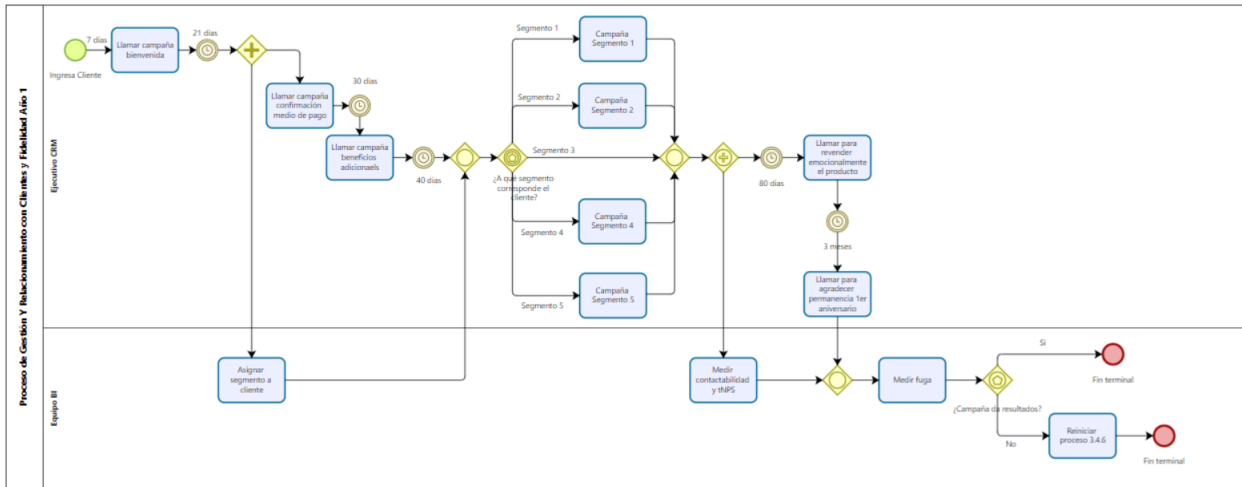 Proceso de Gestión Y Relacionamiento con Clientes y Fidelidad Año 1
Ejecutivo CRM
Ingresa Cliente
7 días
Llamar campaña
bienvenida
21 días
Llamar campaña
confirmación
medio de pago
30 días
Llamar campaña
beneficios
adicionaels
40 días
¿A qué segmento
corresponde el
cliente?
Segmento 1
Campaña
Segmento 1
Segmento 2
Campaña
Segmento 2
Segmento 3
Segmento 4
Campaña
Segmento 4
Segmento 5
Campaña
Segmento 5
80 días
Llamar para
revender
emocionalmente
el producto
3 meses
Llamar para
agradecer
permanencia 1er
aniversario
Equipo BI
Asignar
segmento a
cliente
Medir
contactabilidad
y tNPS
Medir fuga
¿Campaña da resultados?
Si
Fin terminal
No
Reiniciar
proceso 3.4.6
Fin terminal